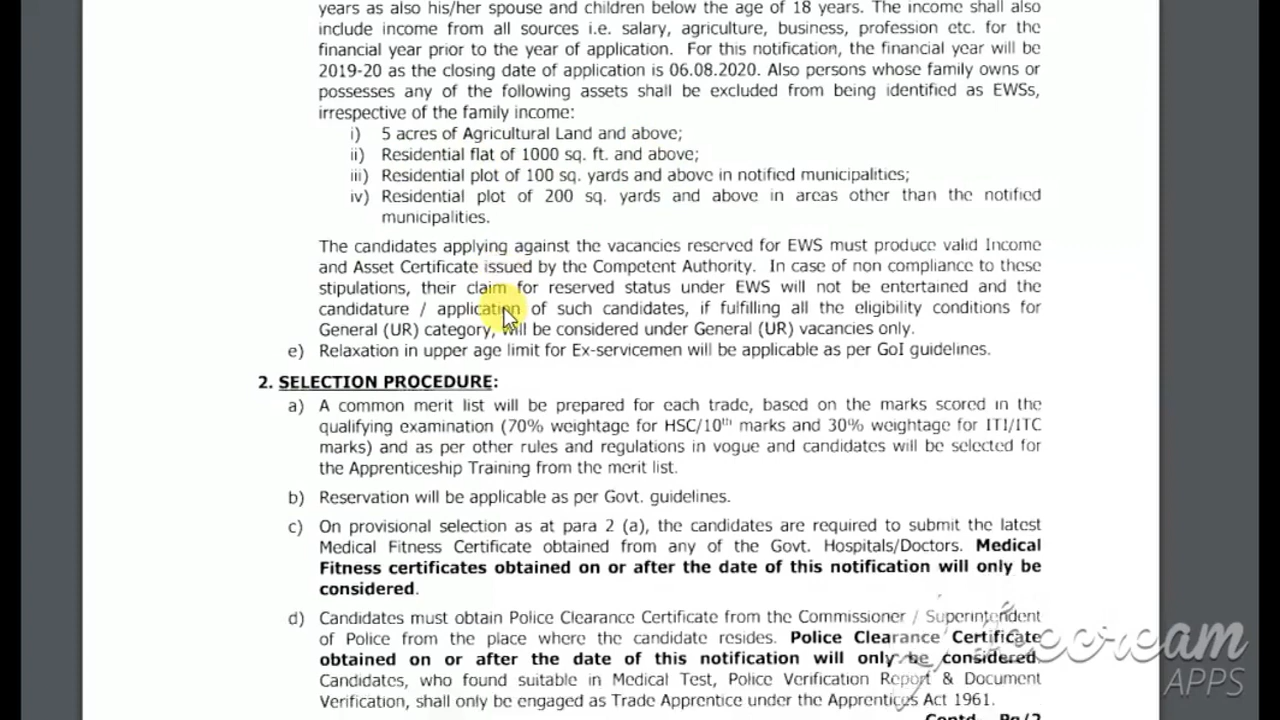 years as also his/her spouse and children below the age of 18 years. The income shall also
include income from all sources i.e. salary, agriculture, business, profession etc. for the
financial year prior to the year of application. For this notification, the financial year will be
2019-20 as the closing date of application is 06.08.2020. Also persons whose family owns or
possesses any of the following assets shall be excluded from being identified as EWSs,
irrespective of the family income:
i) 5 acres of Agricultural Land and above;
ii) Residential flat of 1000 sq. ft. and above;
iii) Residential plot of 100 sq. yards and above in notified municipalities;
iv) Residential plot of 200 sq. yards and above in areas other than the notified
municipalities.
The candidates applying against the vacancies reserved for EWS must produce valid Income
and Asset Certificate issued by the Competent Authority. In case of non compliance to these
stipulations, their claim for reserved status under EWS will not be entertained and the
candidature / application of such candidates, if fulfilling all the eligibility conditions for
General (UR) category, will be considered under General (UR) vacancies only.
e) Relaxation in upper age limit for Ex-servicemen will be applicable as per GoI guidelines.
2. SELECTION PROCEDURE:
a) A common merit list will be prepared for each trade, based on the marks scored in the
qualifying examination (70% weightage for HSC/10th marks and 30% weightage for ITI/ITC
marks) and as per other rules and regulations in vogue and candidates will be selected for
the Apprenticeship Training from the merit list.
b) Reservation will be applicable as per Govt. guidelines.
c) On provisional selection as at para 2 (a), the candidates are required to submit the latest
Medical Fitness Certificate obtained from any of the Govt. Hospitals/Doctors. Medical
Fitness certificates obtained on or after the date of this notification will only be
considered.
d) Candidates must obtain Police Clearance Certificate from the Commissioner / Superintendent
of Police from the place where the candidate resides. Police Clearance Certificate
obtained on or after the date of this notification will only be considered.
Candidates, who found suitable in Medical Test, Police Verification Report & Document
Verification, shall only be engaged as Trade Apprentice under the Apprentices Act 1961.
Contd.. Pg/2
icecream
APPS